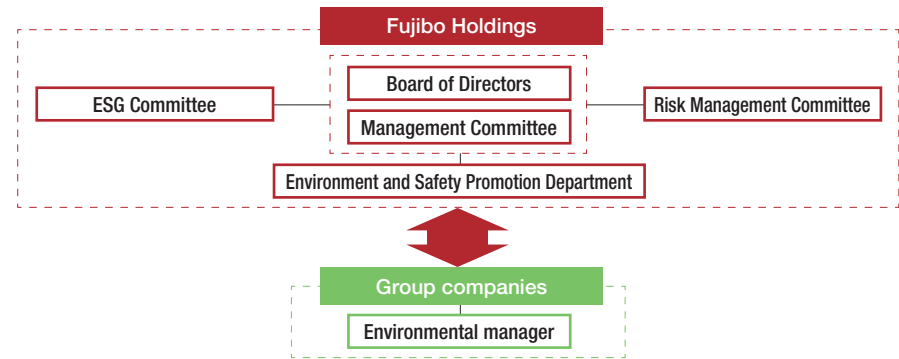 Fujibo Holdings
Board of Directors
ESG Committee
Risk Management Committee
Management Committee
Environment and Safety Promotion Department
Group companies
Environmental manager